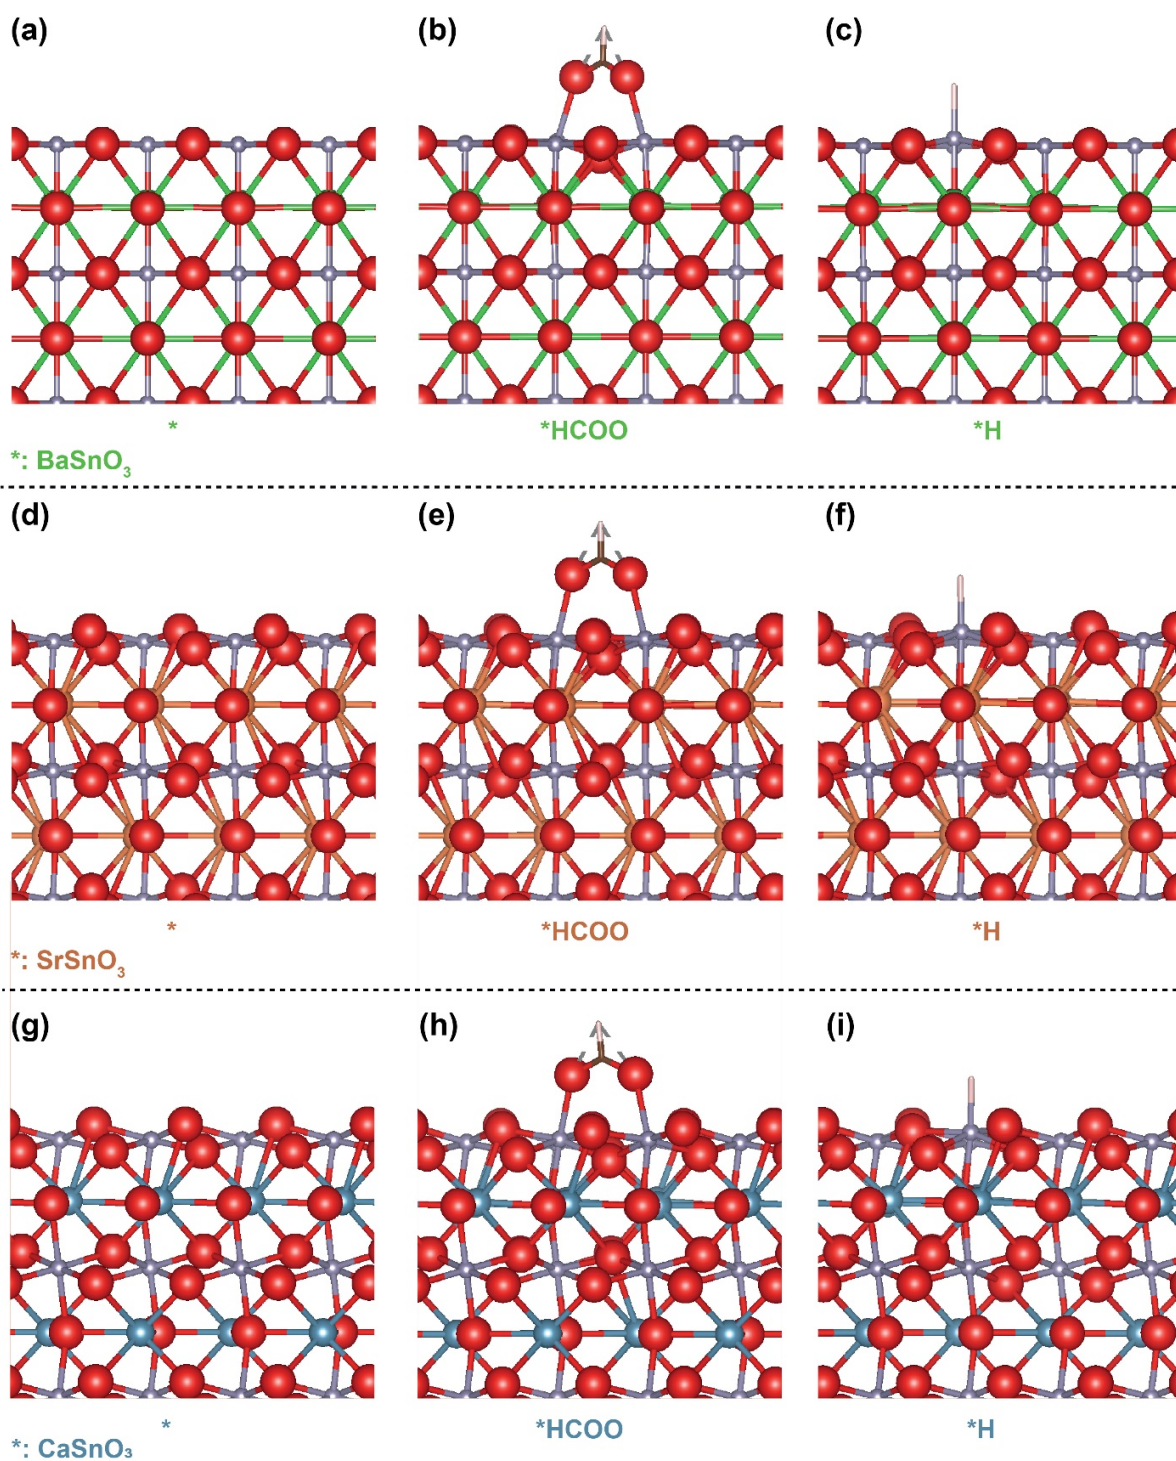 (a) (b) (c)
* *HCOO *H
*: BaSnO₃
(d) (e) (f)
* *HCOO *H
*: SrSnO₃
(g) (h) (i)
* *HCOO *H
*: CaSnO₃